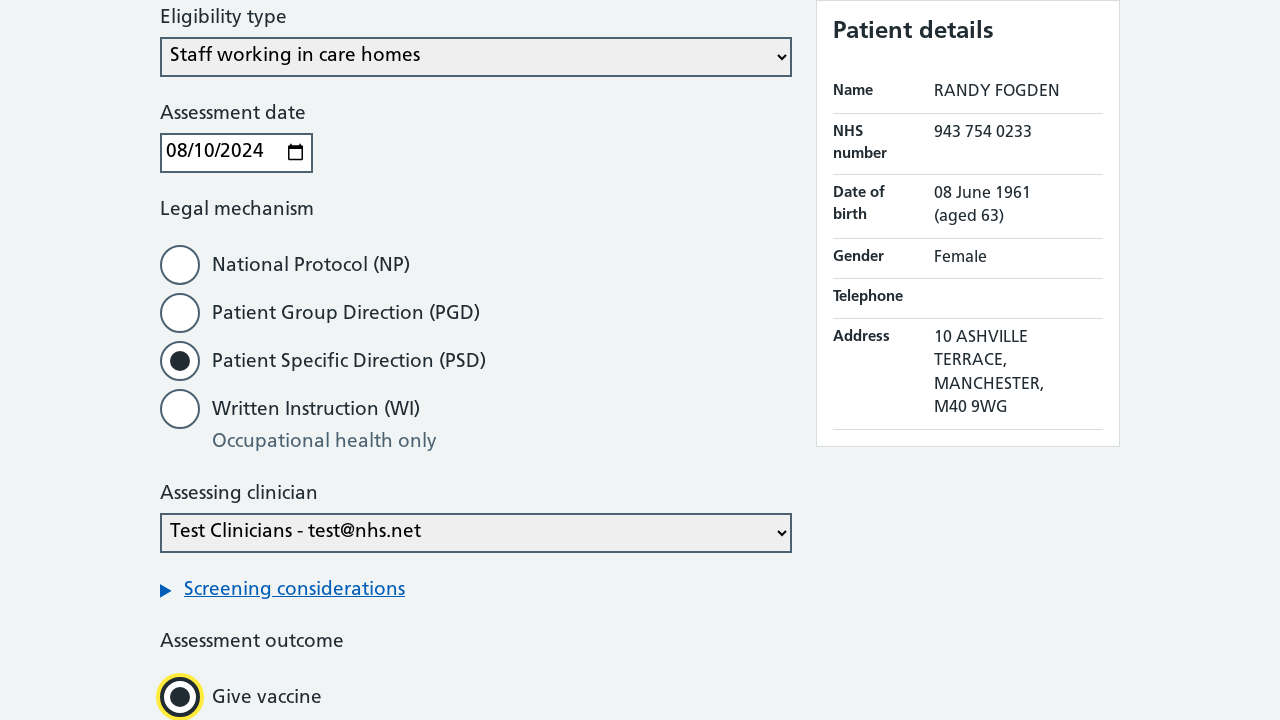 Eligibility type
Staff working in care homes
Assessment date
08/10/2024
Legal mechanism
National Protocol (NP)
Patient Group Direction (PGD)
Patient Specific Direction (PSD)
Written Instruction (WI)
Occupational health only
Assessing clinician
Test Clinicians - test@nhs.net
Screening considerations
Assessment outcome
Give vaccine
Patient details
Name RANDY FOGDEN
NHS number 943 754 0233
Date of birth 08 June 1961
(aged 63)
Gender Female
Telephone
Address 10 ASHVILLE
TERRACE,
MANCHESTER,
M40 9WG